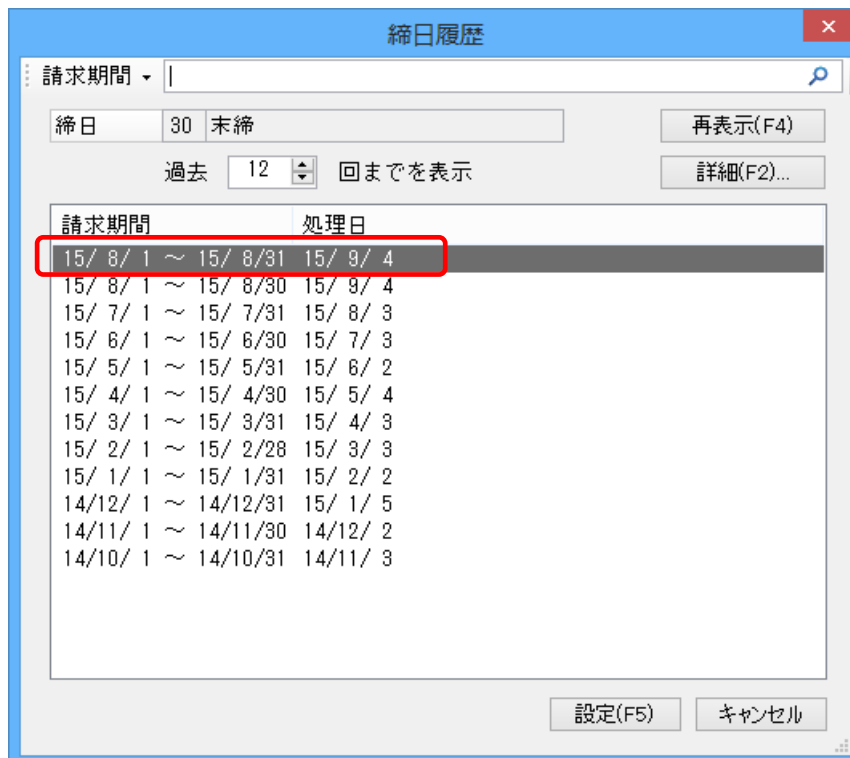 締日履歴
請求期間
締日 30 末締 再表示(F4)
過去 12 回までを表示 詳細(F2)...
請求期間 処理日
15/ 8/ 1 ～ 15/ 8/31 15/ 9/ 4
15/ 8/ 1 ～ 15/ 8/30 15/ 9/ 4
15/ 7/ 1 ～ 15/ 7/31 15/ 8/ 3
15/ 6/ 1 ～ 15/ 6/30 15/ 7/ 3
15/ 5/ 1 ～ 15/ 5/31 15/ 6/ 2
15/ 4/ 1 ～ 15/ 4/30 15/ 5/ 4
15/ 3/ 1 ～ 15/ 3/31 15/ 4/ 3
15/ 2/ 1 ～ 15/ 2/28 15/ 3/ 3
15/ 1/ 1 ～ 15/ 1/31 15/ 2/ 2
14/12/ 1 ～ 14/12/31 15/ 1/ 5
14/11/ 1 ～ 14/11/30 14/12/ 2
14/10/ 1 ～ 14/10/31 14/11/ 3
設定(F5) キャンセル